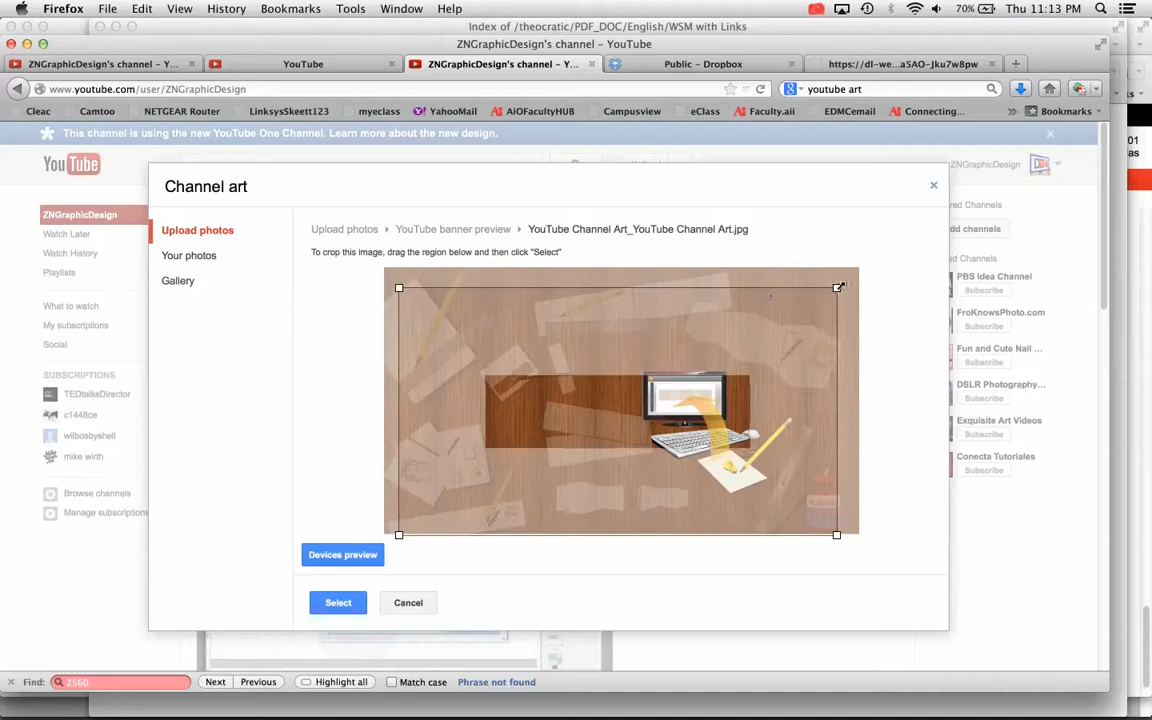 Firefox File Edit View History Bookmarks Tools Window Help 70% Thu 11:13 PM
Index of /theocratic/PDF_DOC/English/WSM with Links
ZNGraphicDesign's channel - YouTube
ZNGraphicDesign's channel - Y... YouTube ZNGraphicDesign's channel - Y... Public - Dropbox https://dl-we...a5AO-Jku7w8pw
www.youtube.com/user/ZNGraphicDesign youtube art
Cleac Camtoo NETGEAR Router LinksysSkeett123 myclass YahooMail AiOFacultyHUB Campusview eClass Faculty.aii EDMCemail Connecting... Bookmarks
This channel is using the new YouTube One Channel. Learn more about the new design.
YouTube
ZNGraphicDesign
Channel art
ZNGraphicDesign
Watch Later
Watch History
Playlists
What to watch
My subscriptions
Social
SUBSCRIPTIONS
TEDtalksDirector
c1448ce
wilbosbyshell
mike wirth
Browse channels
Manage subscriptions
Upload photos
Your photos
Gallery
Upload photos YouTube banner preview YouTube Channel Art_YouTube Channel Art.jpg
To crop this image, drag the region below and then click "Select"
Devices preview
Select Cancel
ed Channels
dd channels
ed Channels
PBS Idea Channel
Subscribe
FroKnowsPhoto.com
Subscribe
Fun and Cute Nail ...
Subscribe
DSLR Photography...
Subscribe
Exquisite Art Videos
Subscribe
Conecta Tutoriales
Subscribe
01
as
Find: 2560 Next Previous Highlight all Match case Phrase not found